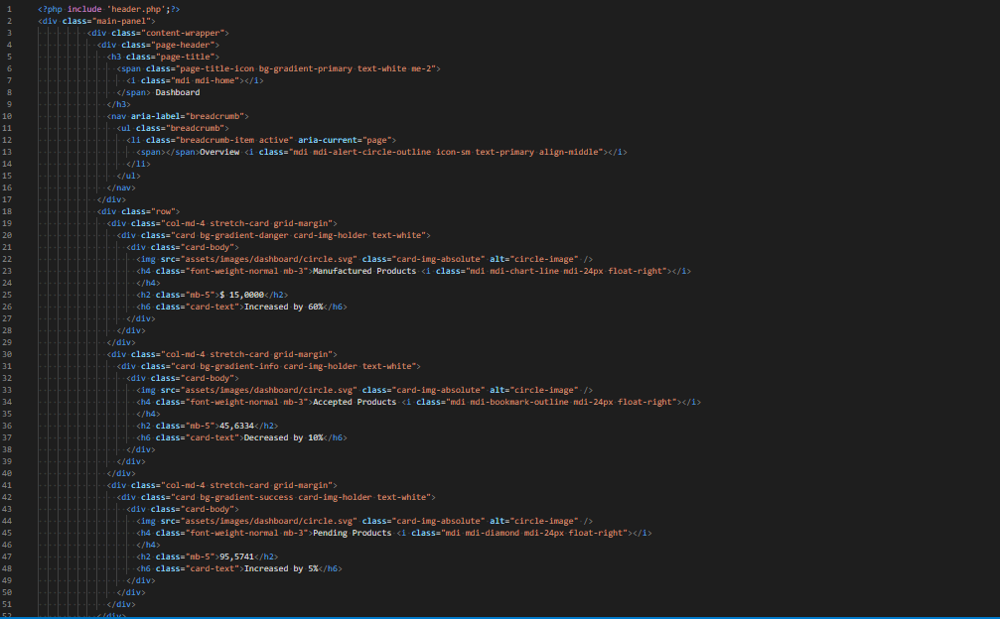 1 <?php include 'header.php';?>
2 <div class="main-panel">
3 <div class="content-wrapper">
4 <div class="page-header">
5 <h3 class="page-title">
6 <span class="page-title-icon bg-gradient-primary text-white me-2">
7 <i class="mdi mdi-home"></i>
8 </span> Dashboard
9 </h3>
10 <nav aria-label="breadcrumb">
11 <ul class="breadcrumb">
12 <li class="breadcrumb-item active" aria-current="page">
13 <span></span>Overview <i class="mdi mdi-alert-circle-outline icon-sm text-primary align-middle"></i>
14 </li>
15 </ul>
16 </nav>
17 </div>
18 <div class="row">
19 <div class="col-md-4 stretch-card grid-margin">
20 <div class="card bg-gradient-danger card-img-holder text-white">
21 <div class="card-body">
22 <img src="assets/images/dashboard/circle.svg" class="card-img-absolute" alt="circle-image" />
23 <h4 class="font-weight-normal mb-3">Manufactured Products <i class="mdi mdi-chart-line mdi-24px float-right"></i>
24 </h4>
25 <h2 class="mb-5">$ 15,0000</h2>
26 <h6 class="card-text">Increased by 60%</h6>
27 </div>
28 </div>
29 </div>
30 <div class="col-md-4 stretch-card grid-margin">
31 <div class="card bg-gradient-info card-img-holder text-white">
32 <div class="card-body">
33 <img src="assets/images/dashboard/circle.svg" class="card-img-absolute" alt="circle-image" />
34 <h4 class="font-weight-normal mb-3">Accepted Products <i class="mdi mdi-bookmark-outline mdi-24px float-right"></i>
35 </h4>
36 <h2 class="mb-5">45,6334</h2>
37 <h6 class="card-text">Decreased by 10%</h6>
38 </div>
39 </div>
40 </div>
41 <div class="col-md-4 stretch-card grid-margin">
42 <div class="card bg-gradient-success card-img-holder text-white">
43 <div class="card-body">
44 <img src="assets/images/dashboard/circle.svg" class="card-img-absolute" alt="circle-image" />
45 <h4 class="font-weight-normal mb-3">Pending Products <i class="mdi mdi-diamond mdi-24px float-right"></i>
46 </h4>
47 <h2 class="mb-5">95,5741</h2>
48 <h6 class="card-text">Increased by 5%</h6>
49 </div>
50 </div>
51 </div>
52 </div>